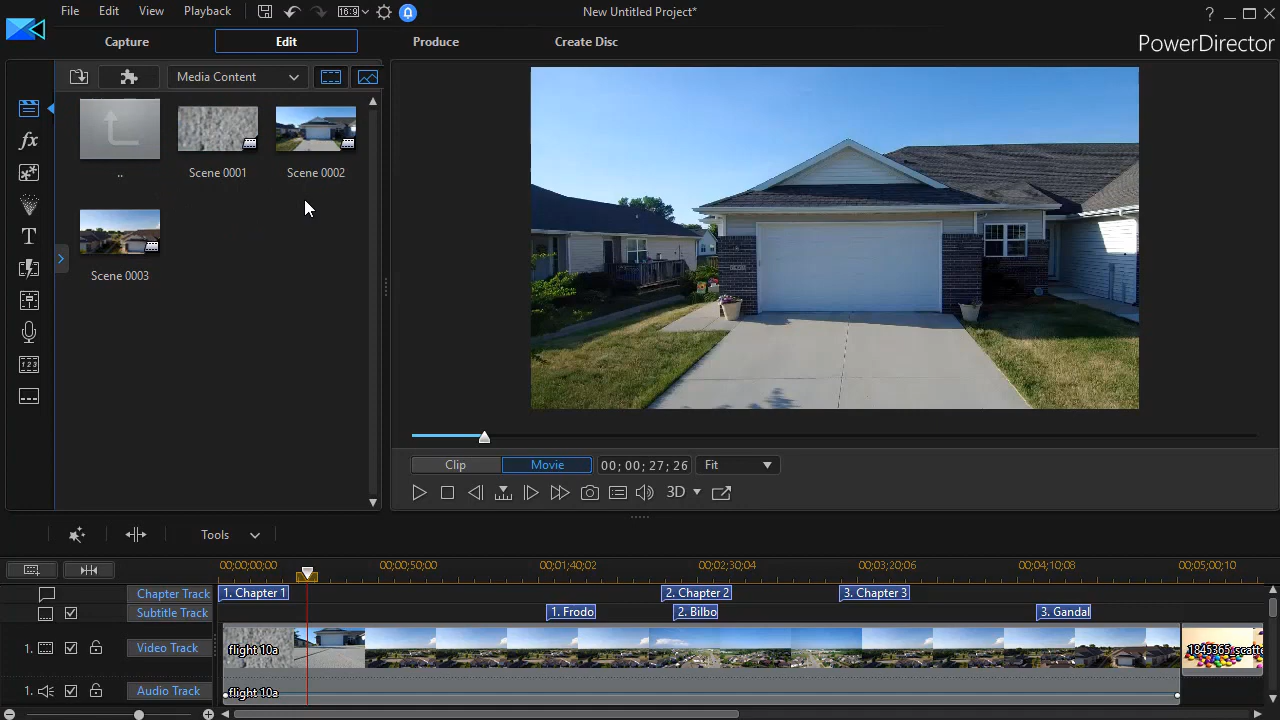 File Edit View Playback 16:9 New Untitled Project* ?
Capture Edit Produce Create Disc PowerDirector
Media Content
fx
T
123
.. Scene 0001 Scene 0002
Scene 0003
Clip Movie 00; 00; 27; 26 Fit
3D
Tools
00;00;00;00 00;00;50;00 00;01;40;02 00;02;30;04 00;03;20;06 00;04;10;08 00;05;00;10
Chapter Track 1. Chapter 1 2. Chapter 2 3. Chapter 3
Subtitle Track 1. Frodo 2. Bilbo 3. Gandal
1. Video Track flight 10a 1845365_scatte
1. Audio Track flight 10a